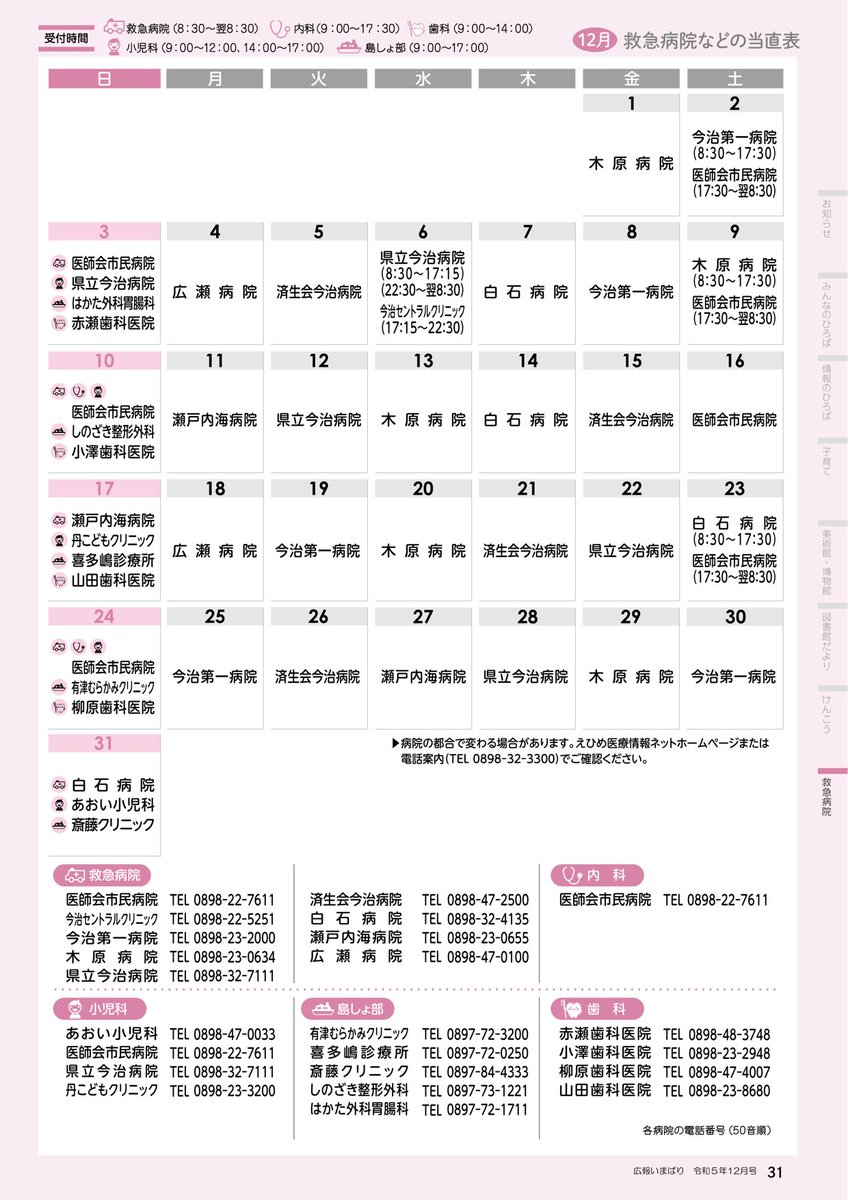 受付時間
救急病院（8：30～翌8：30） 内科（9：00～17：30） 歯科（9：00～14：00）
小児科（9：00～12：00、14：00～17：00） 島しょ部（9：00～17：00）
12月 救急病院などの当直表
日 月 火 水 木 金 土
1 2
木原病院
今治第一病院
（8:30～17:30）
医師会市民病院
（17:30～翌8:30）
3 4 5 6 7 8 9
医師会市民病院
県立今治病院
はかた外科胃腸科
赤瀬歯科医院
広瀬病院
済生会今治病院
県立今治病院
（8:30～17:15）
（22:30～翌8:30）
今治セントラルクリニック
（17:15～22:30）
白石病院
今治第一病院
木原病院
（8:30～17:30）
医師会市民病院
（17:30～翌8:30）
10 11 12 13 14 15 16
医師会市民病院
しのざき整形外科
小澤歯科医院
瀬戸内海病院
県立今治病院
木原病院
白石病院
済生会今治病院
医師会市民病院
17 18 19 20 21 22 23
瀬戸内海病院
丹こどもクリニック
喜多嶋診療所
山田歯科医院
広瀬病院
今治第一病院
木原病院
済生会今治病院
県立今治病院
白石病院
（8:30～17:30）
医師会市民病院
（17:30～翌8:30）
24 25 26 27 28 29 30
医師会市民病院
有津むらかみクリニック
柳原歯科医院
今治第一病院
済生会今治病院
瀬戸内海病院
県立今治病院
木原病院
今治第一病院
31
白石病院
あおい小児科
斎藤クリニック
▶病院の都合で変わる場合があります。えひめ医療情報ネットホームページまたは
電話案内（TEL 0898-32-3300）でご確認ください。
救急病院
医師会市民病院 TEL 0898-22-7611
今治セントラルクリニック TEL 0898-22-5251
今治第一病院 TEL 0898-23-2000
木原病院 TEL 0898-23-0634
県立今治病院 TEL 0898-32-7111
済生会今治病院 TEL 0898-47-2500
白石病院 TEL 0898-32-4135
瀬戸内海病院 TEL 0898-23-0655
広瀬病院 TEL 0898-47-0100
内科
医師会市民病院 TEL 0898-22-7611
小児科
あおい小児科 TEL 0898-47-0033
医師会市民病院 TEL 0898-22-7611
県立今治病院 TEL 0898-32-7111
丹こどもクリニック TEL 0898-23-3200
島しょ部
有津むらかみクリニック TEL 0897-72-3200
喜多嶋診療所 TEL 0897-72-0250
斎藤クリニック TEL 0897-84-4333
しのざき整形外科 TEL 0897-73-1221
はかた外科胃腸科 TEL 0897-72-1711
歯科
赤瀬歯科医院 TEL 0898-48-3748
小澤歯科医院 TEL 0898-23-2948
柳原歯科医院 TEL 0898-47-4007
山田歯科医院 TEL 0898-23-8680
各病院の電話番号（50音順）
お知らせ
みんなのひろば
情報のひろば
子育て
美術館・博物館
図書館だより
けんこう
救急病院
広報いまばり 令和5年12月号 31